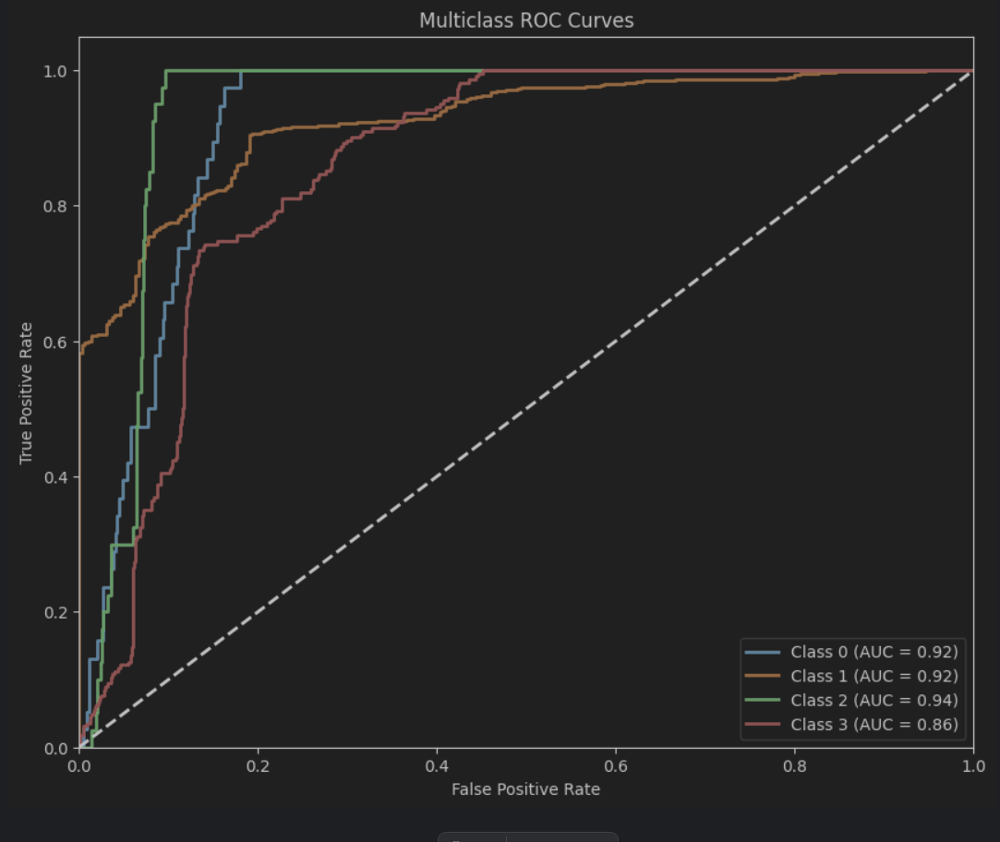 Multiclass ROC Curves
1.0
0.8
0.6
0.4
0.2
0.0
True Positive Rate
0.0 0.2 0.4 0.6 0.8 1.0
False Positive Rate
Class 0 (AUC = 0.92)
Class 1 (AUC = 0.92)
Class 2 (AUC = 0.94)
Class 3 (AUC = 0.86)